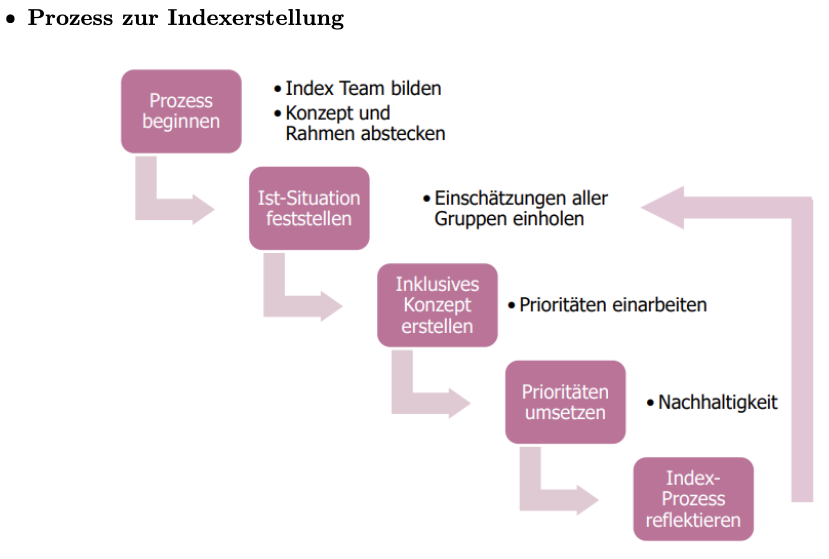 • Prozess zur Indexerstellung
Prozess
beginnen
• Index Team bilden
• Konzept und
Rahmen abstecken
Ist-Situation
feststellen
• Einschätzungen aller
Gruppen einholen
Inklusives
Konzept
erstellen
• Prioritäten einarbeiten
Prioritäten
umsetzen
• Nachhaltigkeit
Index-
Prozess
reflektieren